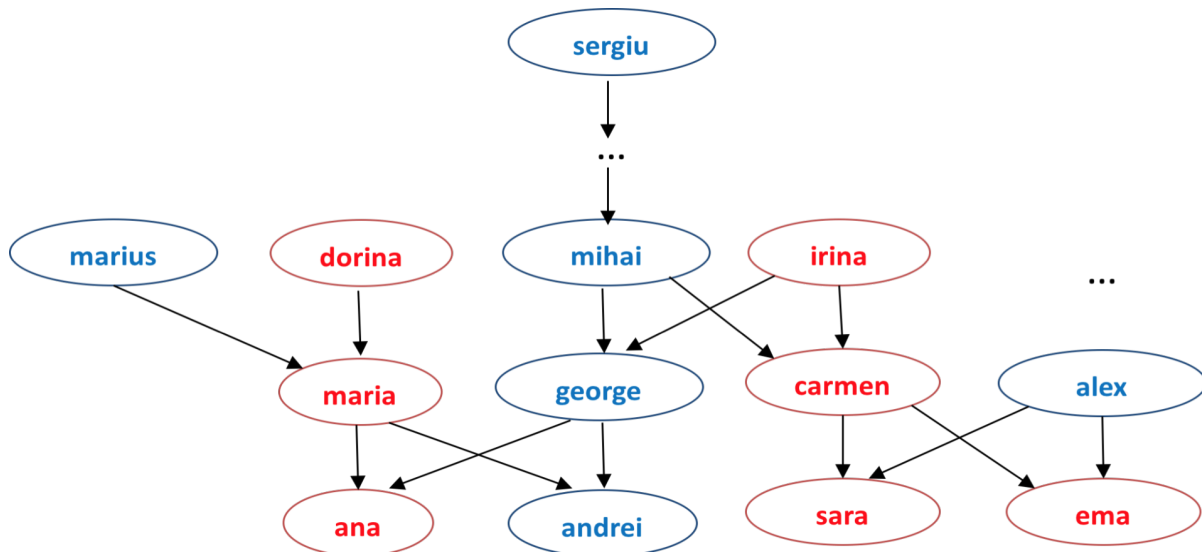 sergiu
...
marius
dorina
mihai
irina
...
maria
george
carmen
alex
ana
andrei
sara
ema